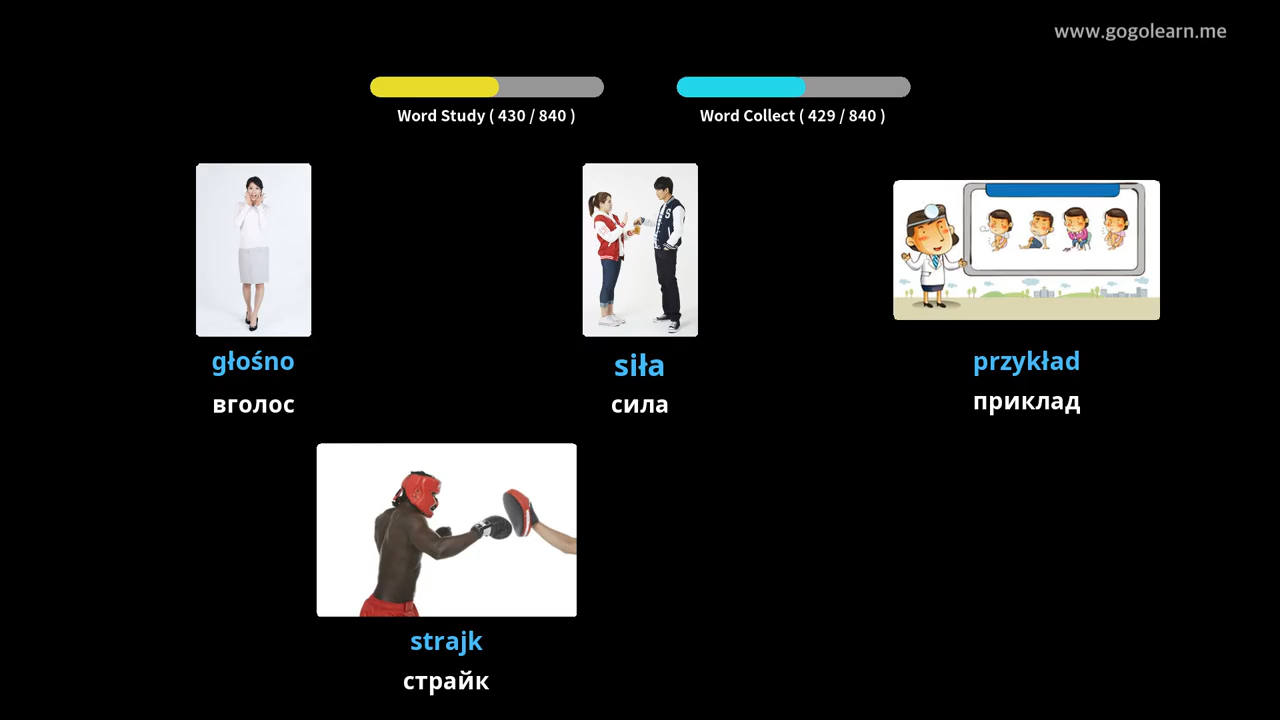 www.gogolearn.me
Word Study ( 430 / 840 )
Word Collect ( 429 / 840 )
głośno
вголос
siła
сила
przykład
приклад
strajk
страйк